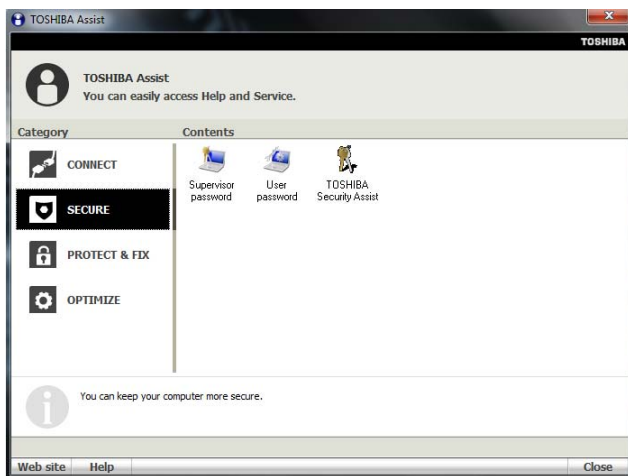 TOSHIBA Assist
TOSHIBA
TOSHIBA Assist
You can easily access Help and Service.
Category
Contents
CONNECT
SECURE
PROTECT & FIX
OPTIMIZE
Supervisor
password
User
password
TOSHIBA
Security Assist
You can keep your computer more secure.
Web site
Help
Close